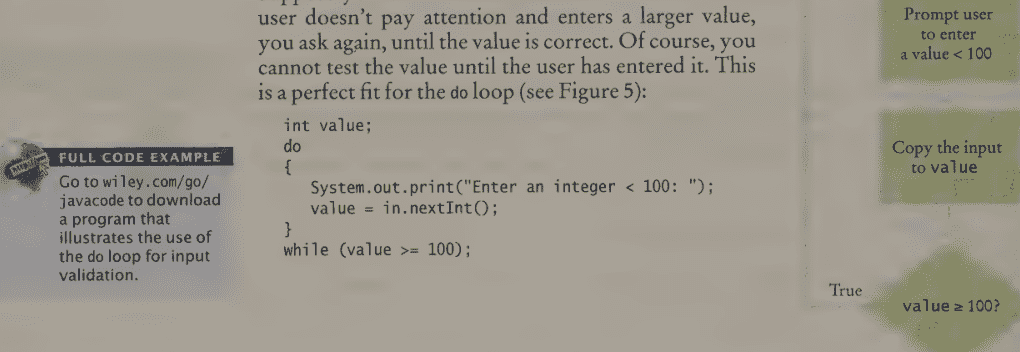 user doesn't pay attention and enters a larger value,
you ask again, until the value is correct. Of course, you
cannot test the value until the user has entered it. This
is a perfect fit for the do loop (see Figure 5):
int value;
do
{
System.out.print("Enter an integer < 100: ");
value = in.nextInt();
}
while (value >= 100);
FULL CODE EXAMPLE
Go to wiley.com/go/
javacode to download
a program that
illustrates the use of
the do loop for input
validation.
Prompt user
to enter
a value < 100
Copy the input
to value
True
value ≥ 100?